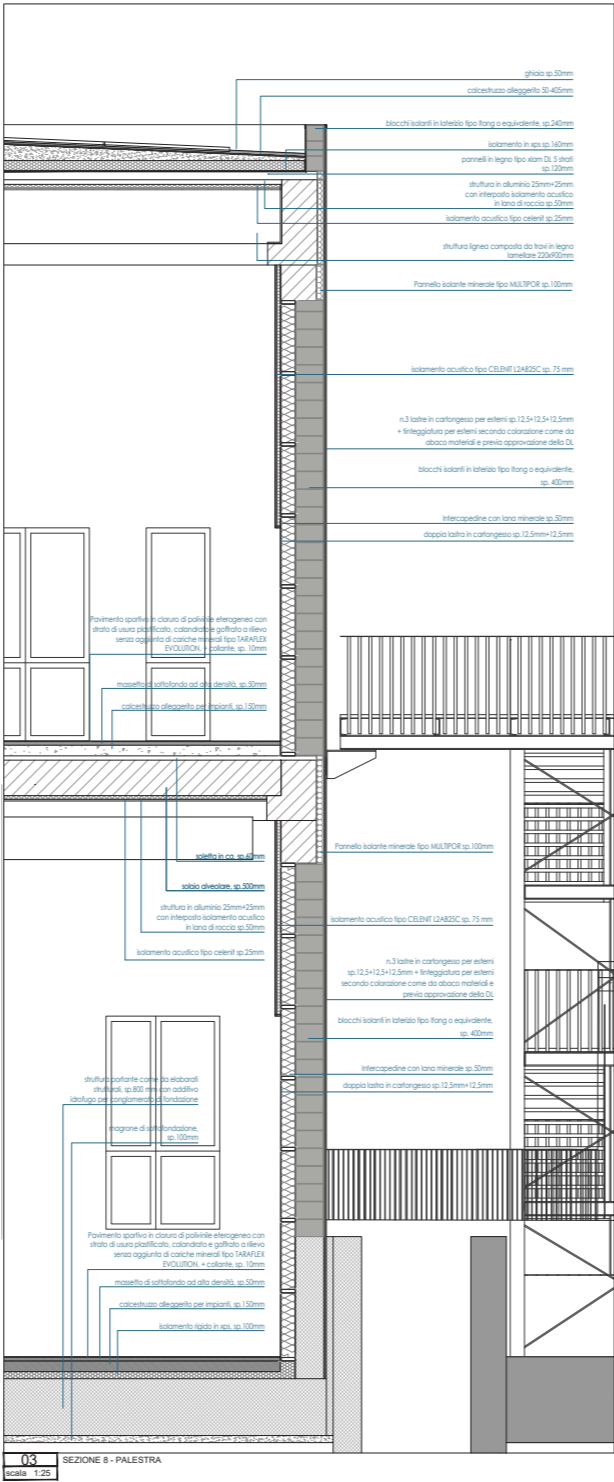 ghiaia sp.50mm
calcestruzzo alleggerito 50-405mm
blocchi isolanti in laterizio tipo Itong o equivalente, sp.240mm
isolamento in xps sp.160mm
pannelli in legno tipo xlam DL 5 strati
sp.120mm
struttura in alluminio 25mm+25mm
con interposto isolamento acustico
in lana di roccia sp.50mm
isolamento acustico tipo celenit sp.25mm
struttura lignea composta da travi in legno
lamellare 220x900mm
Pannello isolante minerale tipo MULTIPOR sp.100mm
isolamento acustico tipo CELENIT L2AB25C sp. 75 mm
n.3 lastre in cartongesso per esterni sp.12,5+12,5+12,5mm
+ tinteggiatura per esterni secondo colorazione come da
abaco materiali e previa approvazione della DL
blocchi isolanti in laterizio tipo Itong o equivalente,
sp. 400mm
Intercapedine con lana minerale sp.50mm
doppia lastra in cartongesso sp.12,5mm+12,5mm
Pavimento sportivo in cloruro di polivinile eterogeneo con
strato di usura plastificato, calandrato e goffrato a rilievo
senza aggiunta di cariche minerali tipo TARAFLEX
EVOLUTION, + collante, sp. 10mm
massetto di sottofondo ad alta densità, sp.50mm
calcestruzzo alleggerito per impianti, sp.150mm
soletta in ca. sp.60mm
solaio alveolare, sp.500mm
struttura in alluminio 25mm+25mm
con interposto isolamento acustico
in lana di roccia sp.50mm
isolamento acustico tipo celenit sp.25mm
Pannello isolante minerale tipo MULTIPOR sp.100mm
isolamento acustico tipo CELENIT L2AB25C sp. 75 mm
n.3 lastre in cartongesso per esterni
sp.12,5+12,5+12,5mm + tinteggiatura per esterni
secondo colorazione come da abaco materiali e
previa approvazione della DL
blocchi isolanti in laterizio tipo Itong o equivalente,
sp. 400mm
Intercapedine con lana minerale sp.50mm
doppia lastra in cartongesso sp.12,5mm+12,5mm
struttura portante come da elaborati
strutturali, sp.800 mm con additivo
idrofugo per conglomerato di fondazione
magrone di sottofondazione,
sp.100mm
Pavimento sportivo in cloruro di polivinile eterogeneo con
strato di usura plastificato, calandrato e goffrato a rilievo
senza aggiunta di cariche minerali tipo TARAFLEX
EVOLUTION, + collante, sp. 10mm
massetto di sottofondo ad alta densità, sp.50mm
calcestruzzo alleggerito per impianti, sp.150mm
isolamento rigido in xps, sp.100mm
03 SEZIONE 8 - PALESTRA
scala 1:25